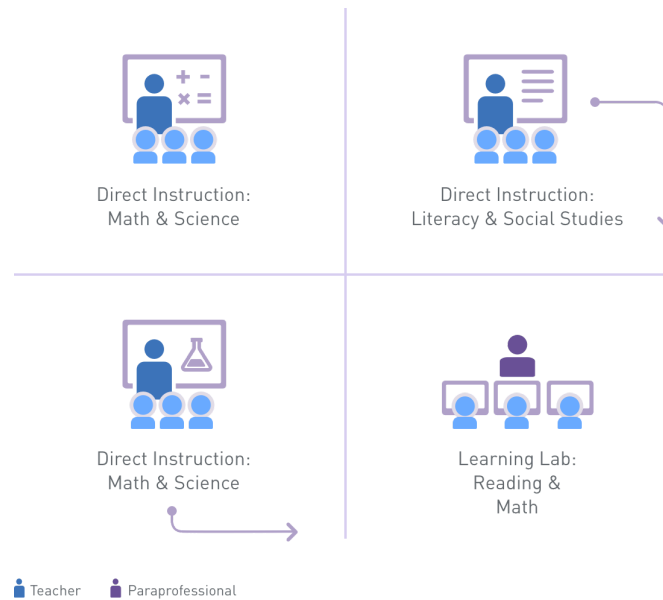 Direct Instruction:
Math & Science
Direct Instruction:
Literacy & Social Studies
Direct Instruction:
Math & Science
Learning Lab:
Reading &
Math
Teacher
Paraprofessional